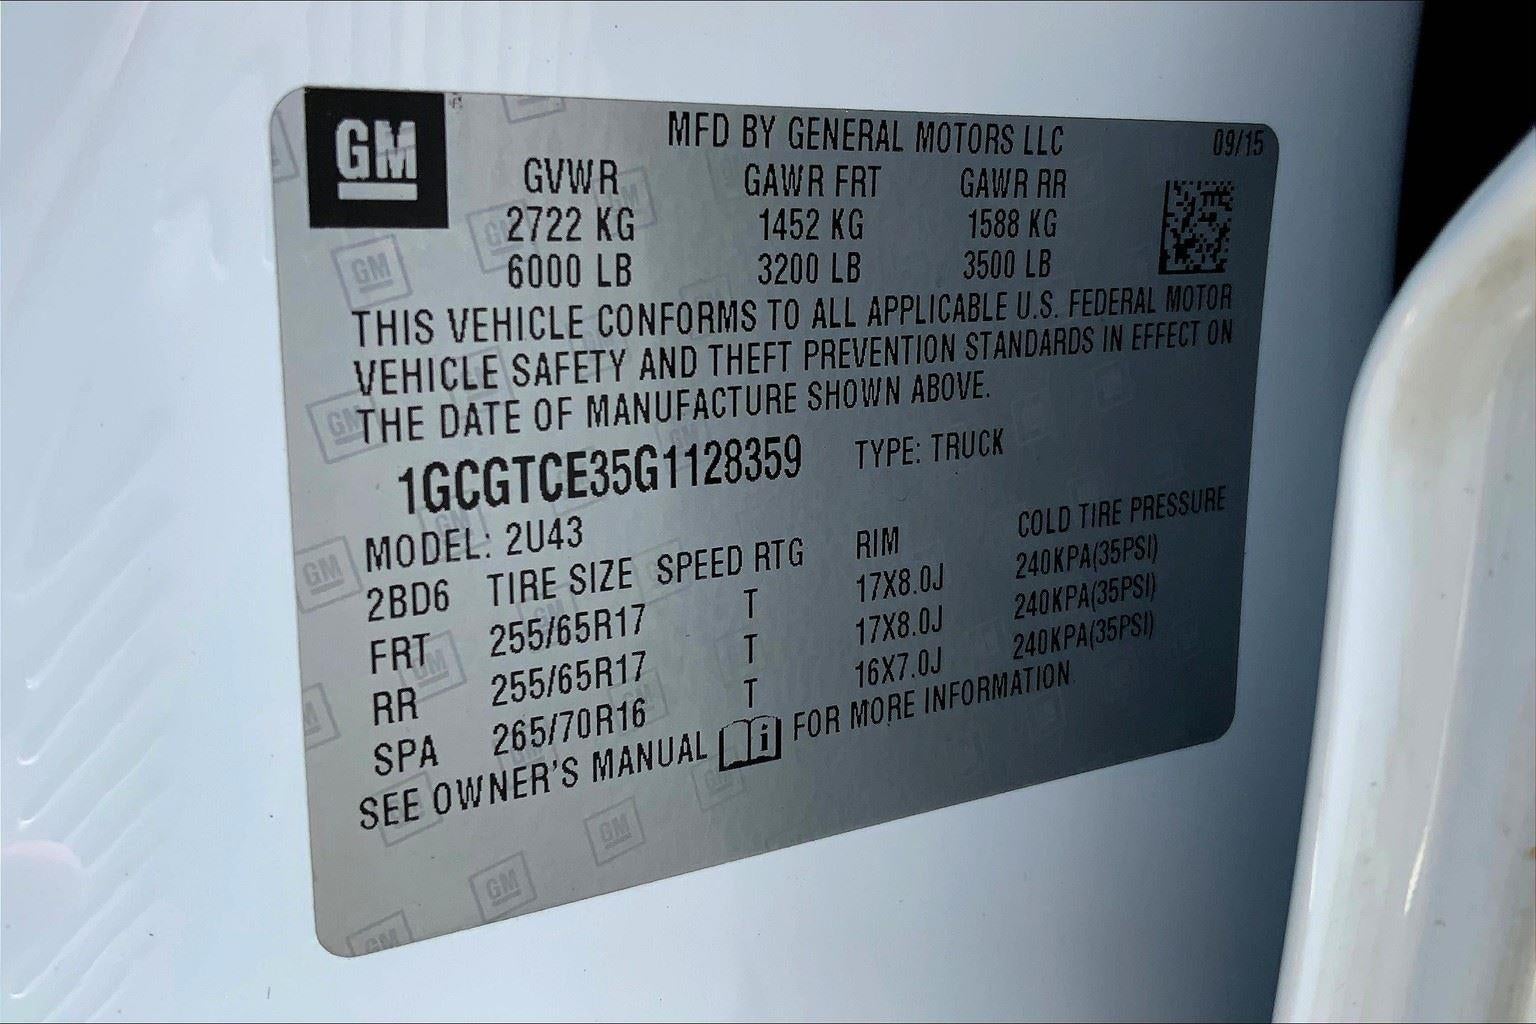 GM
MFD BY GENERAL MOTORS LLC 09/15
GVWR GAWR FRT GAWR RR
2722 KG 1452 KG 1588 KG
6000 LB 3200 LB 3500 LB
THIS VEHICLE CONFORMS TO ALL APPLICABLE U.S. FEDERAL MOTOR
VEHICLE SAFETY AND THEFT PREVENTION STANDARDS IN EFFECT ON
THE DATE OF MANUFACTURE SHOWN ABOVE.
1GCGTCE35G1128359 TYPE: TRUCK
MODEL: 2U43
2BD6 TIRE SIZE SPEED RTG RIM COLD TIRE PRESSURE
FRT 255/65R17 T 17X8.0J 240KPA(35PSI)
RR 255/65R17 T 17X8.0J 240KPA(35PSI)
SPA 265/70R16 T 16X7.0J 240KPA(35PSI)
SEE OWNER'S MANUAL i FOR MORE INFORMATION